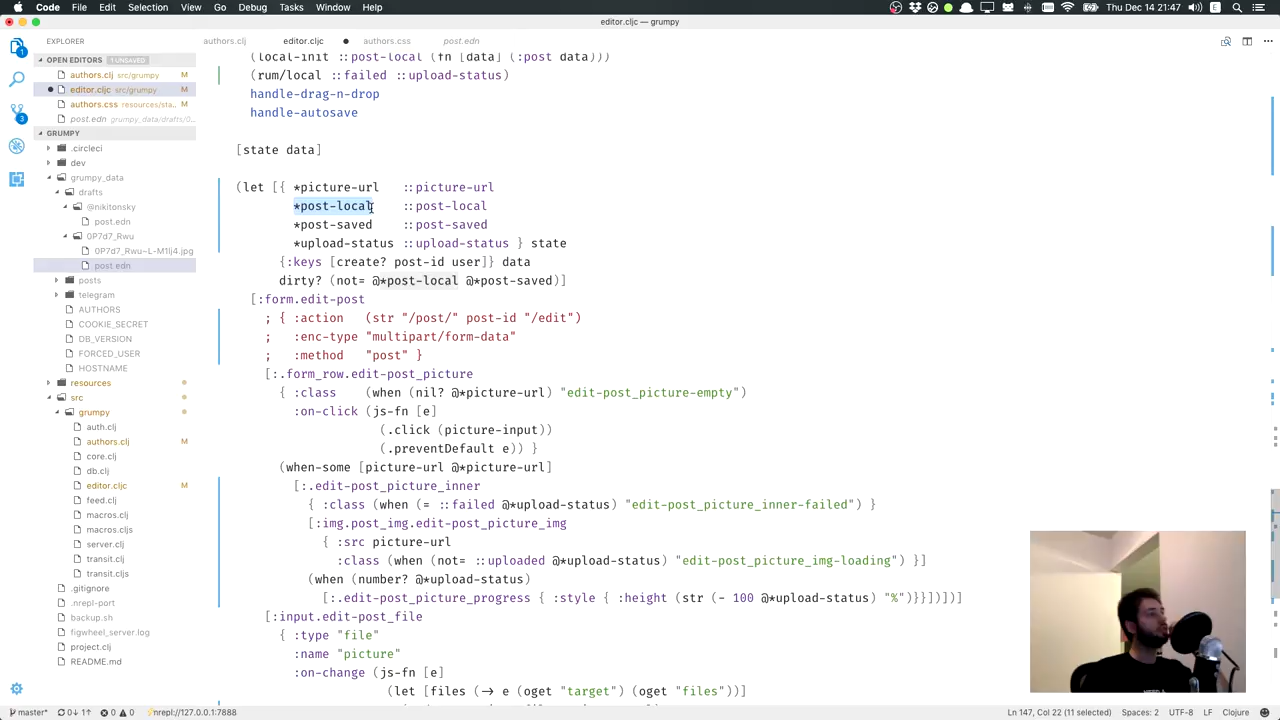 editor.cljc — grumpy
Thu Dec 14 21:47
EXPLORER
authors.clj
editor.cljc
authors.css
post.edn
OPEN EDITORS 1 UNSAVED
authors.clj src/grumpy M
editor.cljc src/grumpy M
authors.css resources/sta... M
post.edn grumpy_data/drafts/0...
GRUMPY
.circleci
dev
grumpy_data
drafts
@nikitonsky
post.edn
0P7d7_Rwu
0P7d7_Rwu~L-M1lj4.jpg
post.edn
posts
telegram
AUTHORS
COOKIE_SECRET
DB_VERSION
FORCED_USER
HOSTNAME
resources
src
grumpy
auth.clj
authors.clj M
core.clj
db.clj
editor.cljc M
feed.clj
macros.clj
macros.cljs
server.clj
transit.clj
transit.cljs
.gitignore
.nrepl-port
backup.sh
figwheel_server.log
project.clj
README.md
(local-init ::post-local (fn [data] (:post data)))
(rum/local ::failed ::upload-status)
handle-drag-n-drop
handle-autosave
[state data]
(let [{ *picture-url ::picture-url
*post-local ::post-local
*post-saved ::post-saved
*upload-status ::upload-status } state
{:keys [create? post-id user]} data
dirty? (not= @*post-local @*post-saved)]
[:form.edit-post
; { :action (str "/post/" post-id "/edit")
; :enc-type "multipart/form-data"
; :method "post" }
[:.form_row.edit-post_picture
{ :class (when (nil? @*picture-url) "edit-post_picture-empty")
:on-click (js-fn [e]
(.click (picture-input))
(.preventDefault e)) }
(when-some [picture-url @*picture-url]
[:.edit-post_picture_inner
{ :class (when (= ::failed @*upload-status) "edit-post_picture_inner-failed") }
[:img.post_img.edit-post_picture_img
{ :src picture-url
:class (when (not= ::uploaded @*upload-status) "edit-post_picture_img-loading") }]
(when (number? @*upload-status)
[:.edit-post_picture_progress { :style { :height (str (- 100 @*upload-status) "%")}}])])]
[:input.edit-post_file
{ :type "file"
:name "picture"
:on-change (js-fn [e]
(let [files (-> e (oget "target") (oget "files"))]
master* 0↓ 1↑ 0 0 nrepl://127.0.0.1:7888
Ln 147, Col 22 (11 selected) Spaces: 2 UTF-8 LF Clojure